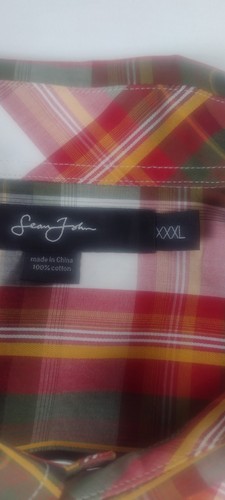 Sean John
XXXL
made in China
100% cotton